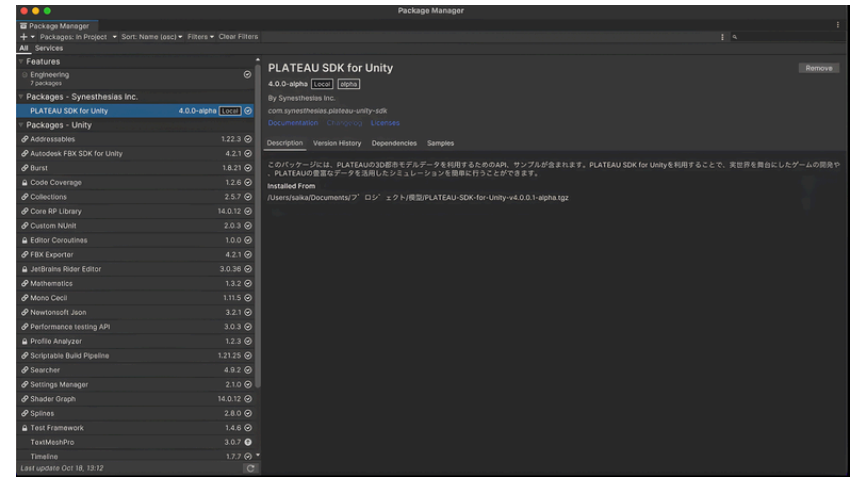 Package Manager
Package Manager
+ ▾ Packages: In Project ▾ Sort: Name (asc) ▾ Filters ▾ Clear Filters
All Services
Features
Engineering
7 packages
Packages - Synesthesias Inc.
PLATEAU SDK for Unity 4.0.0-alpha Local
Packages - Unity
Addressables 1.22.3
Autodesk FBX SDK for Unity 4.2.1
Burst 1.8.21
Code Coverage 1.2.6
Collections 2.5.7
Core RP Library 14.0.12
Custom NUnit 2.0.3
Editor Coroutines 1.0.0
FBX Exporter 4.2.1
JetBrains Rider Editor 3.0.36
Mathematics 1.3.2
Mono Cecil 1.11.5
Newtonsoft Json 3.2.1
Performance testing API 3.0.3
Profile Analyzer 1.2.3
Scriptable Build Pipeline 1.21.25
Searcher 4.9.2
Settings Manager 2.1.0
Shader Graph 14.0.12
Splines 2.8.0
Test Framework 1.4.6
TextMeshPro 3.0.7
Timeline 1.7.7
Last update Oct 18, 13:12
PLATEAU SDK for Unity
Remove
4.0.0-alpha Local alpha
By Synesthesias Inc.
com.synesthesias.plateau-unity-sdk
Documentation Changelog Licenses
Description Version History Dependencies Samples
このパッケージには、PLATEAUの3D都市モデルデータを利用するためのAPI、サンプルが含まれます。PLATEAU SDK for Unityを利用することで、実世界を舞台にしたゲームの開発や
、PLATEAUの豊富なデータを活用したシミュレーションを簡単に行うことができます。
Installed From
/Users/saika/Documents/フ゜ロシ゛ェクト/模型/PLATEAU-SDK-for-Unity-v4.0.0.1-alpha.tgz